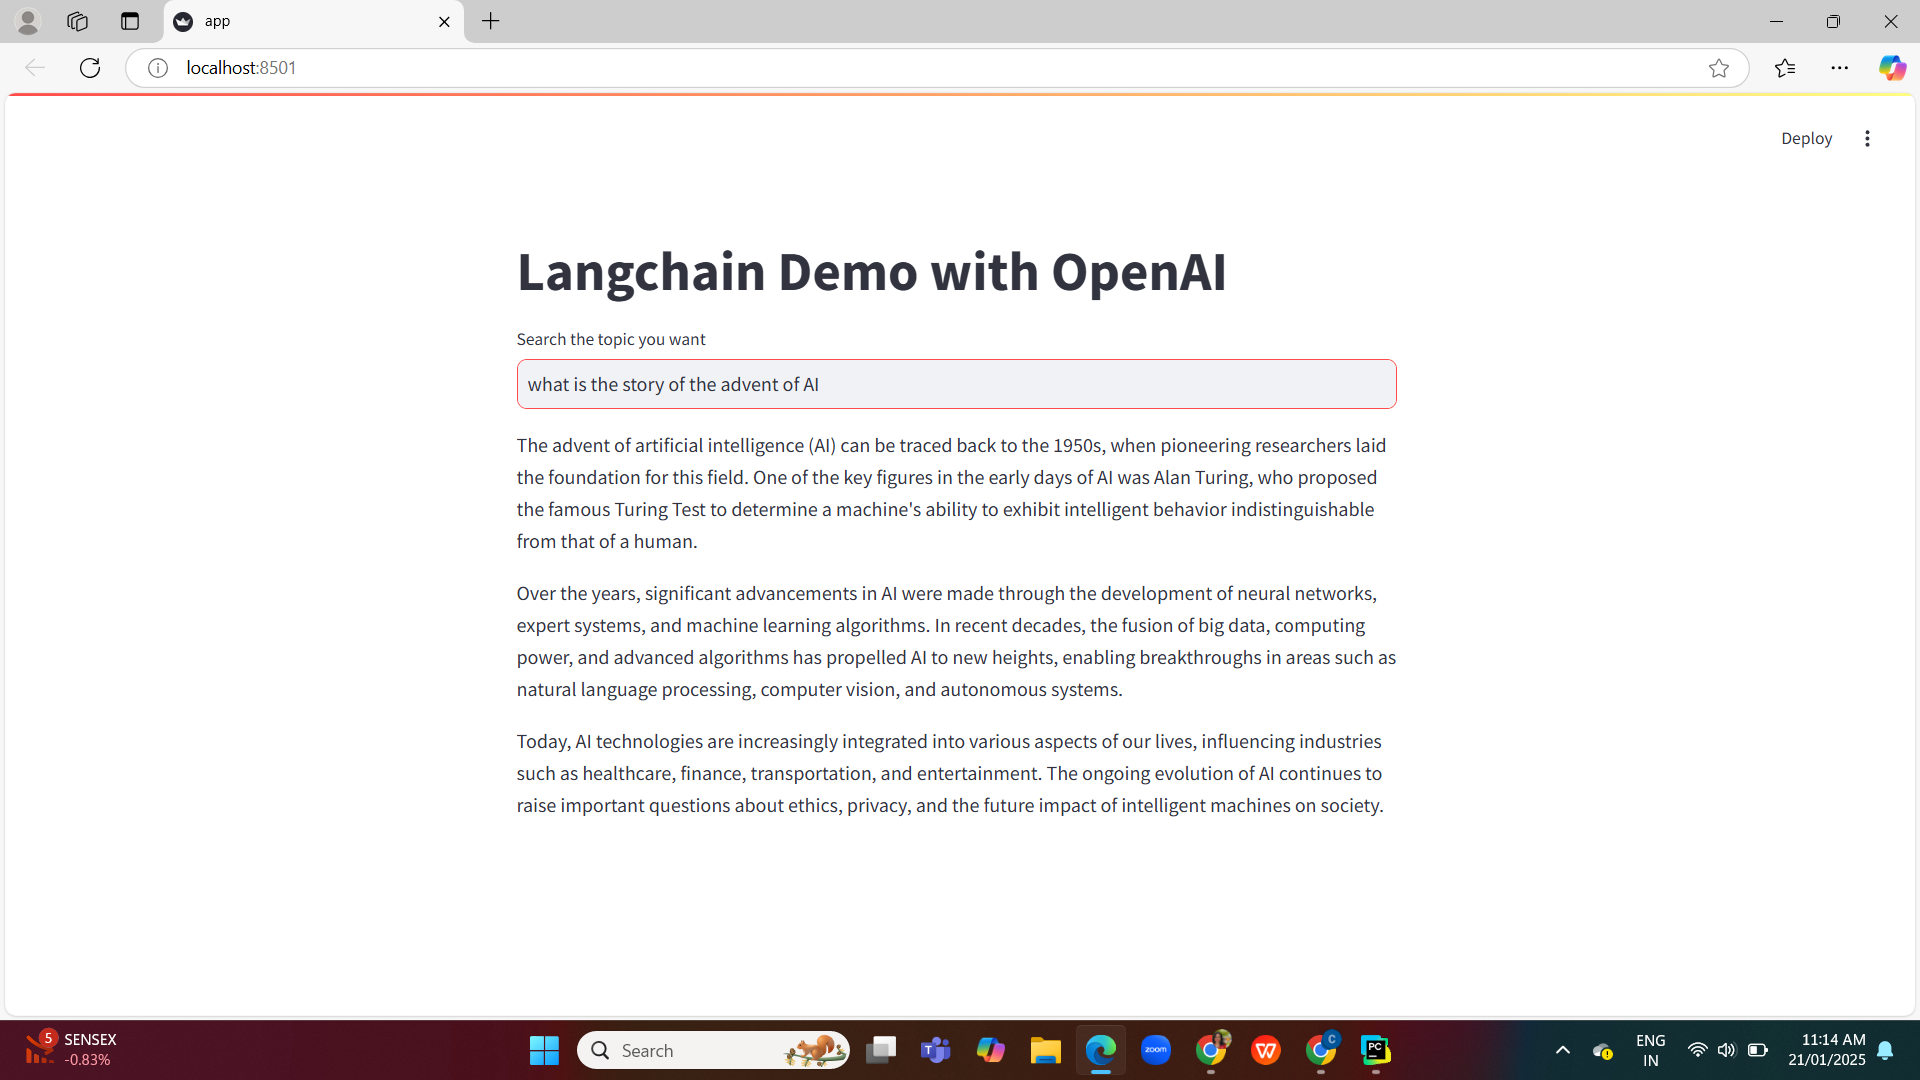 app
localhost:8501
Deploy
Langchain Demo with OpenAI
Search the topic you want
what is the story of the advent of AI
The advent of artificial intelligence (AI) can be traced back to the 1950s, when pioneering researchers laid
the foundation for this field. One of the key figures in the early days of AI was Alan Turing, who proposed
the famous Turing Test to determine a machine's ability to exhibit intelligent behavior indistinguishable
from that of a human.
Over the years, significant advancements in AI were made through the development of neural networks,
expert systems, and machine learning algorithms. In recent decades, the fusion of big data, computing
power, and advanced algorithms has propelled AI to new heights, enabling breakthroughs in areas such as
natural language processing, computer vision, and autonomous systems.
Today, AI technologies are increasingly integrated into various aspects of our lives, influencing industries
such as healthcare, finance, transportation, and entertainment. The ongoing evolution of AI continues to
raise important questions about ethics, privacy, and the future impact of intelligent machines on society.
5
SENSEX
-0.83%
Search
T
zoom
W
C
PC
ENG
IN
11:14 AM
21/01/2025